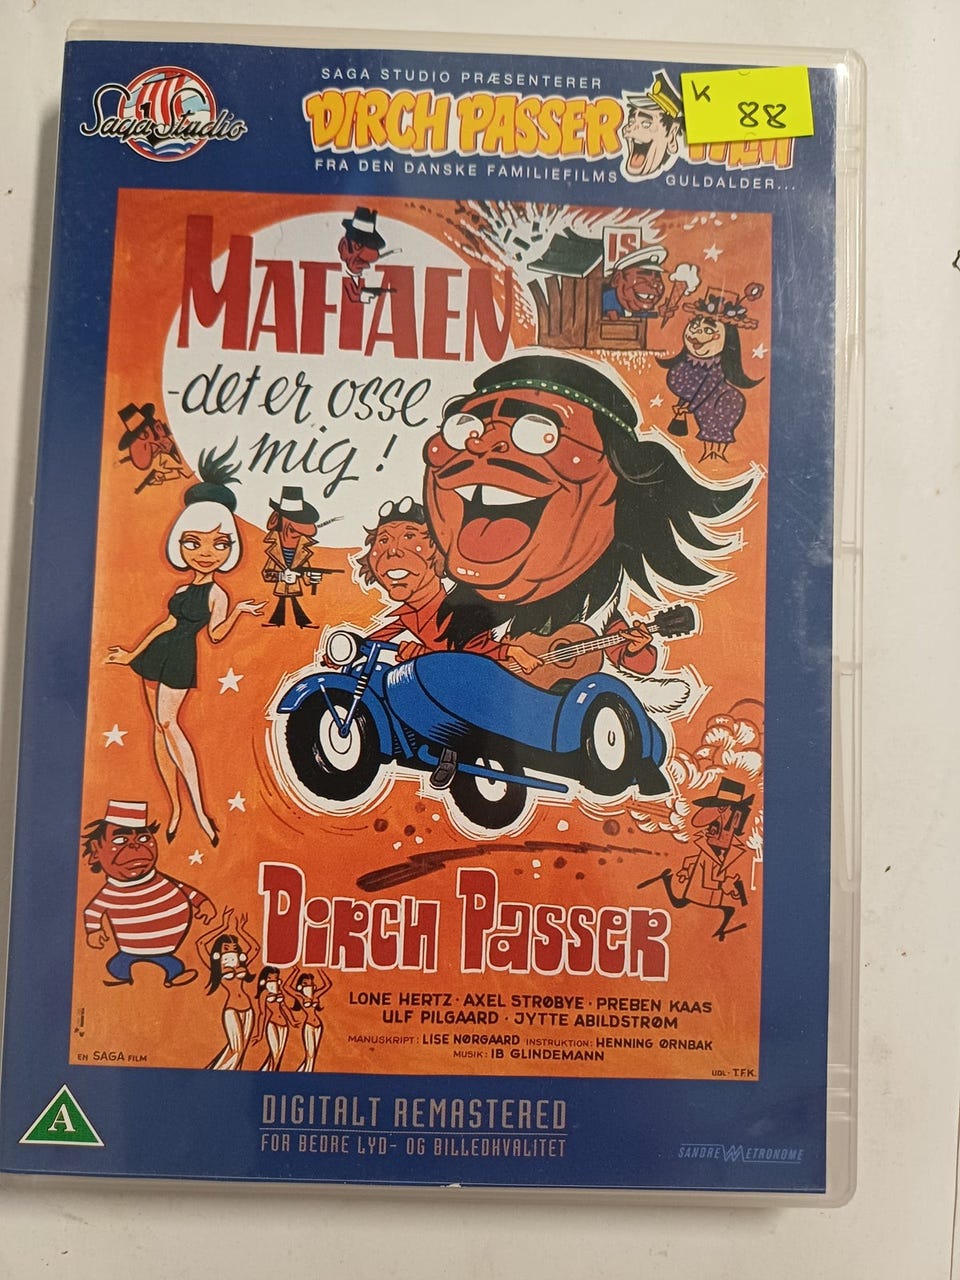 Saga Studio
SAGA STUDIO PRÆSENTERER
DIRCH PASSER
K 88
FRA DEN DANSKE FAMILIEFILMS GULDALDER...
MAFIAEN
-det er osse
mig!
IS
DIRCH PASSER
LONE HERTZ · AXEL STRØBYE · PREBEN KAAS
ULF PILGAARD · JYTTE ABILDSTRØM
MANUSKRIPT: LISE NØRGAARD INSTRUKTION: HENNING ØRNBAK
MUSIK: IB GLINDEMANN
EN SAGA FILM
UDL· T.F.K.
A
DIGITALT REMASTERED
FOR BEDRE LYD- OG BILLEDKVALITET
SANDREW METRONOME